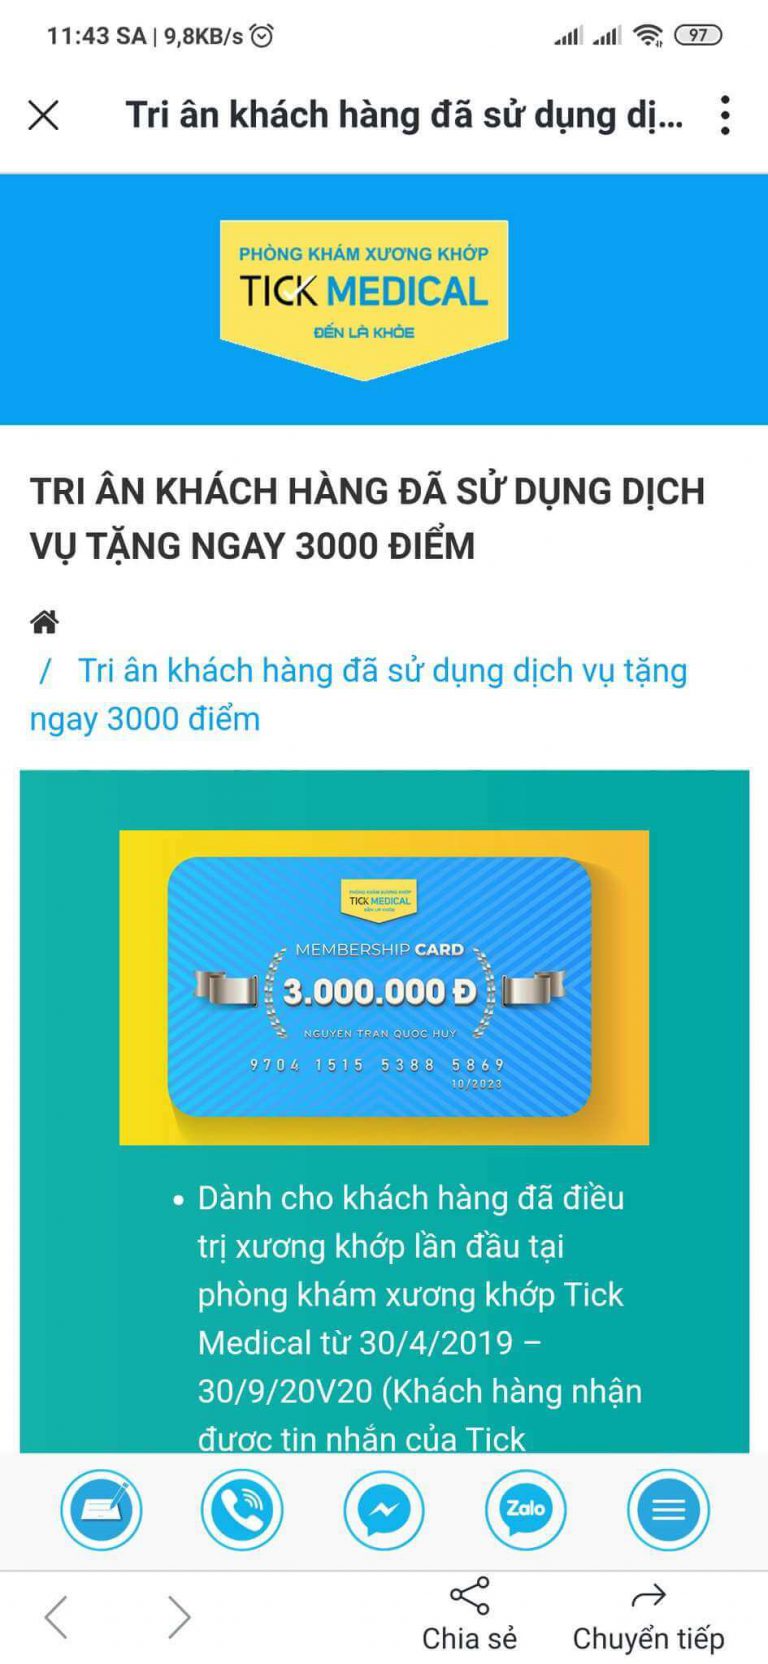 11:43 SA | 9,8KB/s
97
Tri ân khách hàng đã sử dụng dị...
PHÒNG KHÁM XƯƠNG KHỚP
TICK MEDICAL
ĐẾN LÀ KHỎE
TRI ÂN KHÁCH HÀNG ĐÃ SỬ DỤNG DỊCH
VỤ TẶNG NGAY 3000 ĐIỂM
/ Tri ân khách hàng đã sử dụng dịch vụ tặng
ngay 3000 điểm
PHÒNG KHÁM XƯƠNG KHỚP
TICK MEDICAL
ĐẾN LÀ KHỎE
MEMBERSHIP CARD
3.000.000 Đ
NGUYEN TRAN QUOC HUY
9704 1515 5388 5869
10/2023
• Dành cho khách hàng đã điều
trị xương khớp lần đầu tại
phòng khám xương khớp Tick
Medical từ 30/4/2019 –
30/9/20V20 (Khách hàng nhận
được tin nhắn của Tick
Zalo
Chia sẻ
Chuyển tiếp